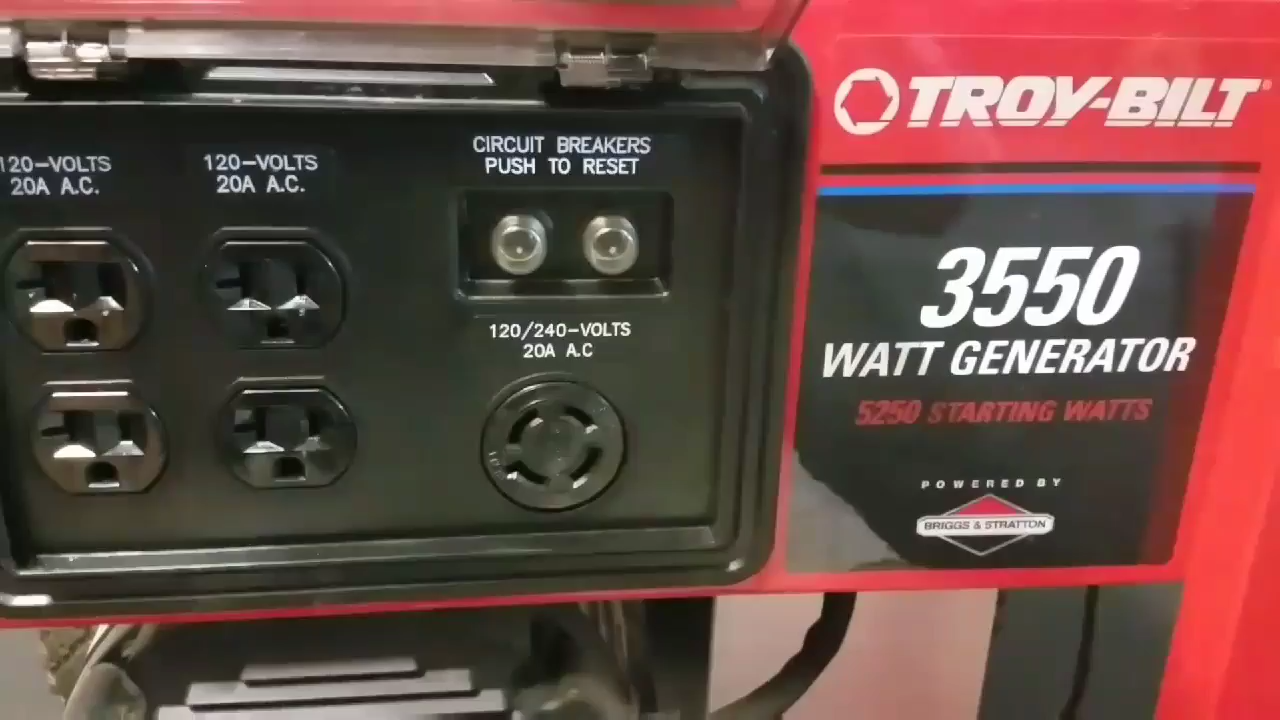 120-VOLTS
20A A.C.
120-VOLTS
20A A.C.
CIRCUIT BREAKERS
PUSH TO RESET
120/240-VOLTS
20A A.C
TROY-BILT®
3550
WATT GENERATOR
5250 STARTING WATTS
POWERED BY
BRIGGS & STRATTON